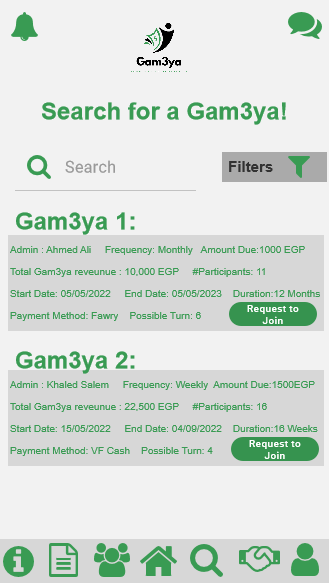 Gam3ya
Search for a Gam3ya!
Search
Filters
Gam3ya 1:
Admin : Ahmed Ali Frequency: Monthly Amount Due:1000 EGP
Total Gam3ya reveunue : 10,000 EGP #Participants: 11
Start Date: 05/05/2022 End Date: 05/05/2023 Duration:12 Months
Payment Method: Fawry Possible Turn: 6 Request to
Join
Gam3ya 2:
Admin : Khaled Salem Frequency: Weekly Amount Due:1500EGP
Total Gam3ya reveunue : 22,500 EGP #Participants: 16
Start Date: 15/05/2022 End Date: 04/09/2022 Duration:16 Weeks
Payment Method: VF Cash Possible Turn: 4 Request to
Join